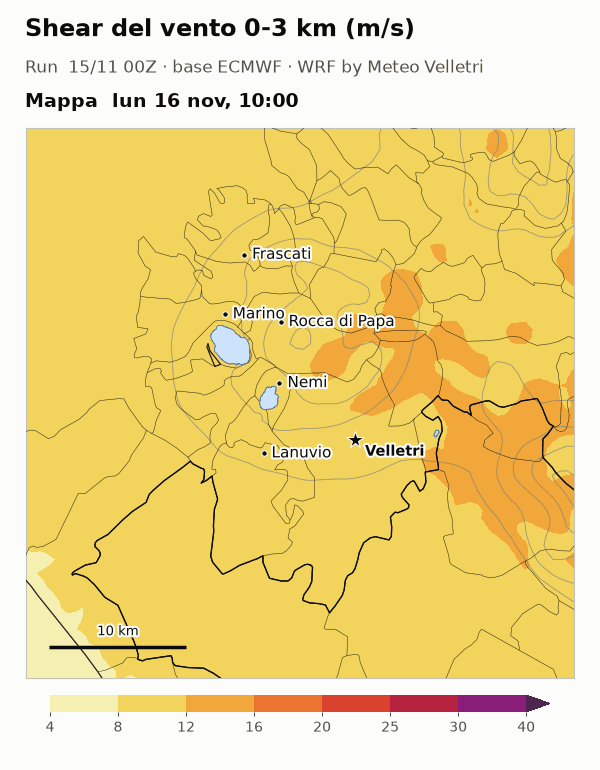 Shear del vento 0-3 km (m/s)
Run  15/11 00Z · base ECMWF · WRF by Meteo Velletri
Mappa  lun 16 nov, 10:00
Frascati
Marino
Rocca di Papa
Nemi
Velletri
Lanuvio
10 km
4 8 12 16 20 25 30 40